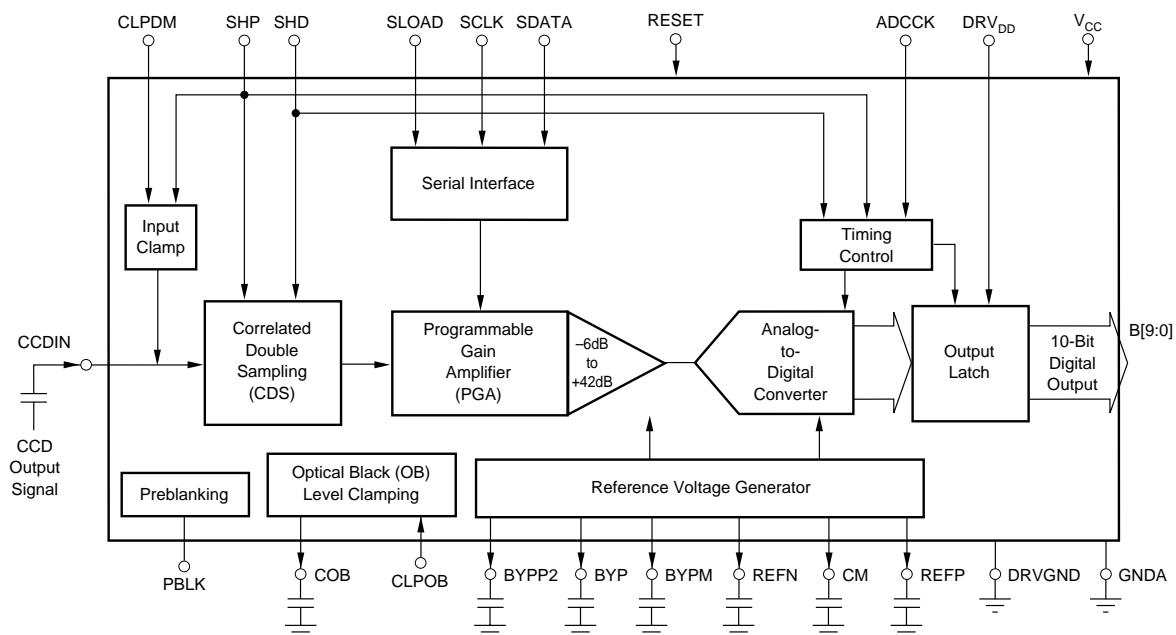 CLPDM
SHP
SHD
SLOAD
SCLK
SDATA
RESET
ADCCK
DRVDD
VCC
Serial Interface
Input
Clamp
Timing
Control
CCDIN
Correlated
Double
Sampling
(CDS)
Programmable
Gain
Amplifier
(PGA)
–6dB
to
+42dB
Analog-
to-
Digital
Converter
Output
Latch
10-Bit
Digital
Output
B[9:0]
CCD
Output
Signal
Preblanking
Optical Black (OB)
Level Clamping
Reference Voltage Generator
PBLK
COB
CLPOB
BYPP2
BYP
BYPM
REFN
CM
REFP
DRVGND
GNDA